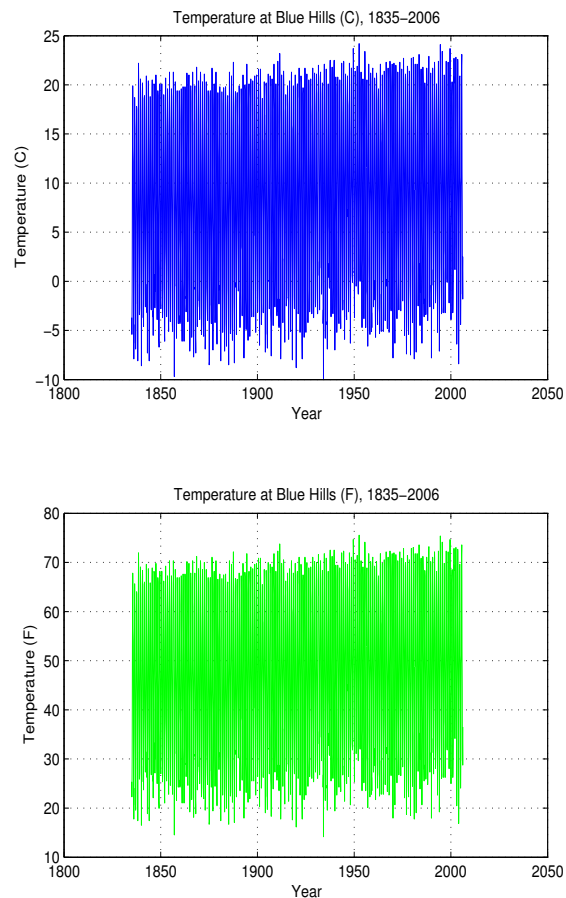 Temperature at Blue Hills (C), 1835−2006
25
20
15
10
5
0
−5
−10
Temperature (C)
1800 1850 1900 1950 2000 2050
Year
Temperature at Blue Hills (F), 1835−2006
80
70
60
50
40
30
20
10
Temperature (F)
1800 1850 1900 1950 2000 2050
Year